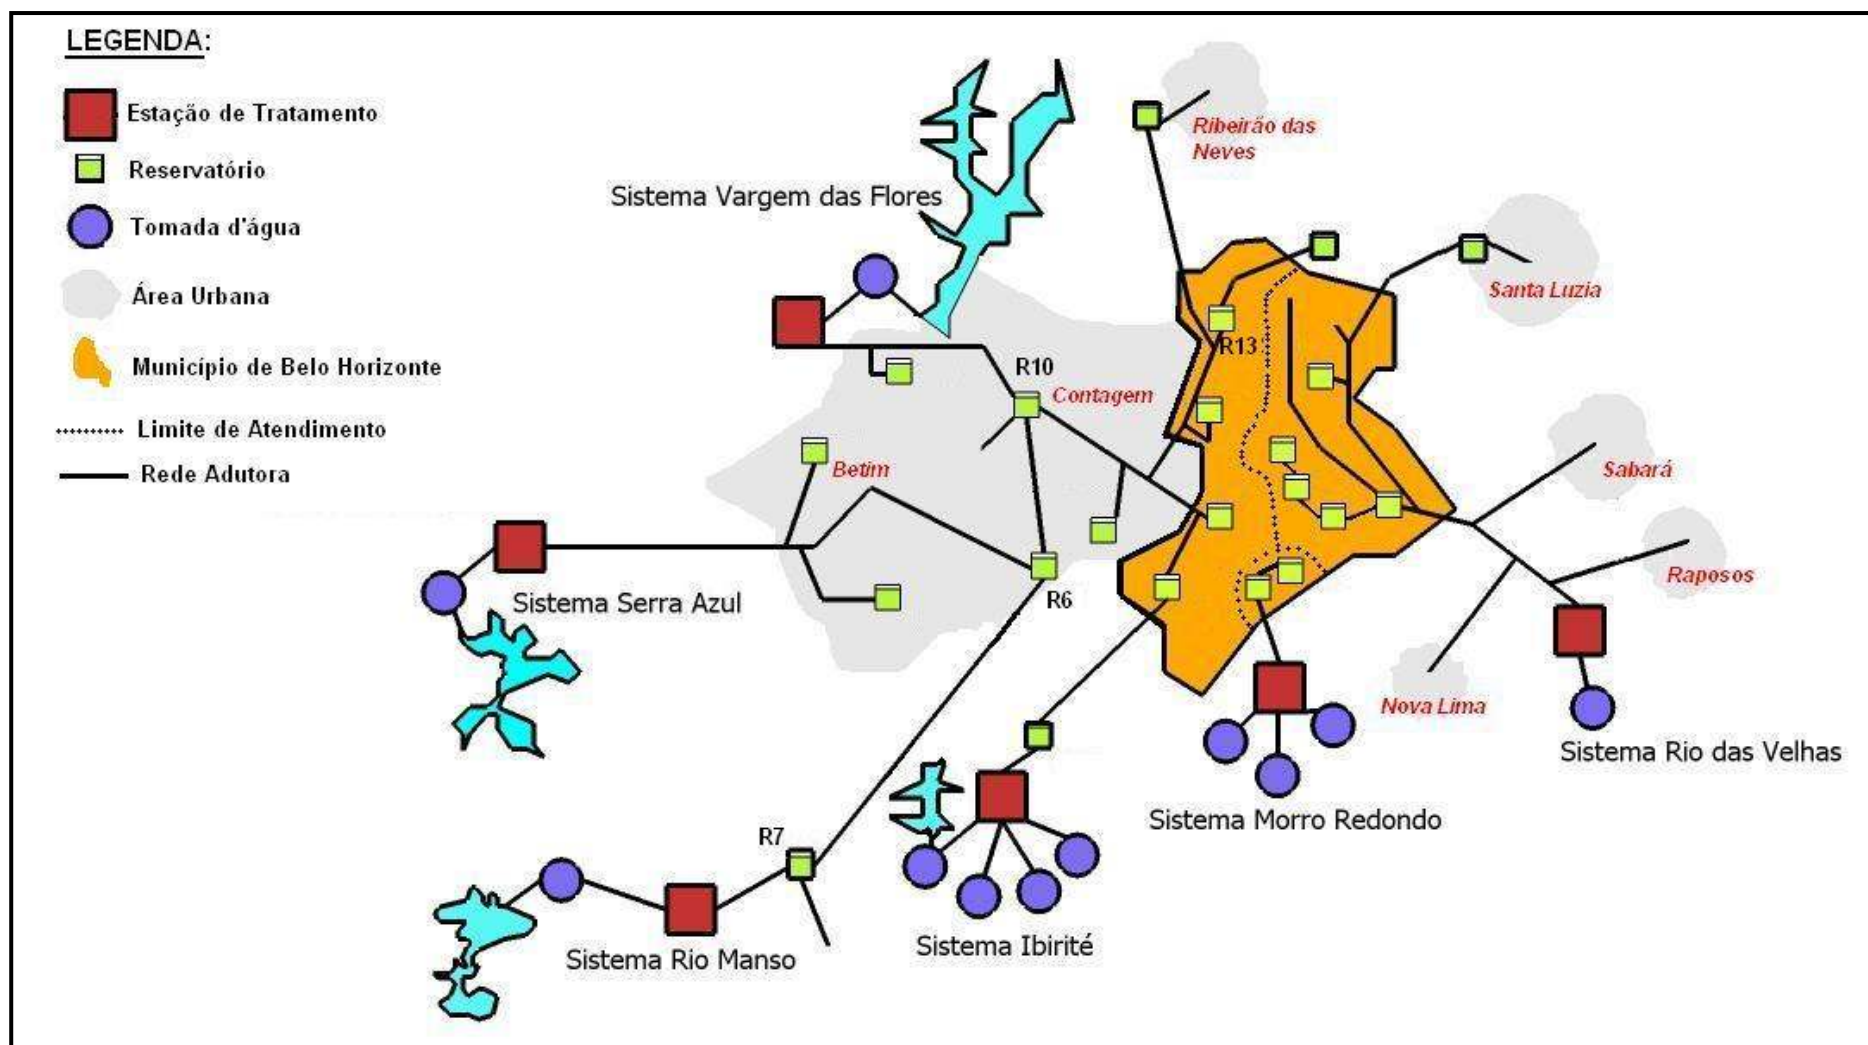 LEGENDA:
Estação de Tratamento
Reservatório
Tomada d'água
Área Urbana
Município de Belo Horizonte
Limite de Atendimento
Rede Adutora
Ribeirão das
Neves
Sistema Vargem das Flores
Santa Luzia
R13
R10
Contagem
Betim
Sabará
Raposos
R6
Sistema Serra Azul
Nova Lima
Sistema Rio das Velhas
Sistema Morro Redondo
R7
Sistema Ibirité
Sistema Rio Manso